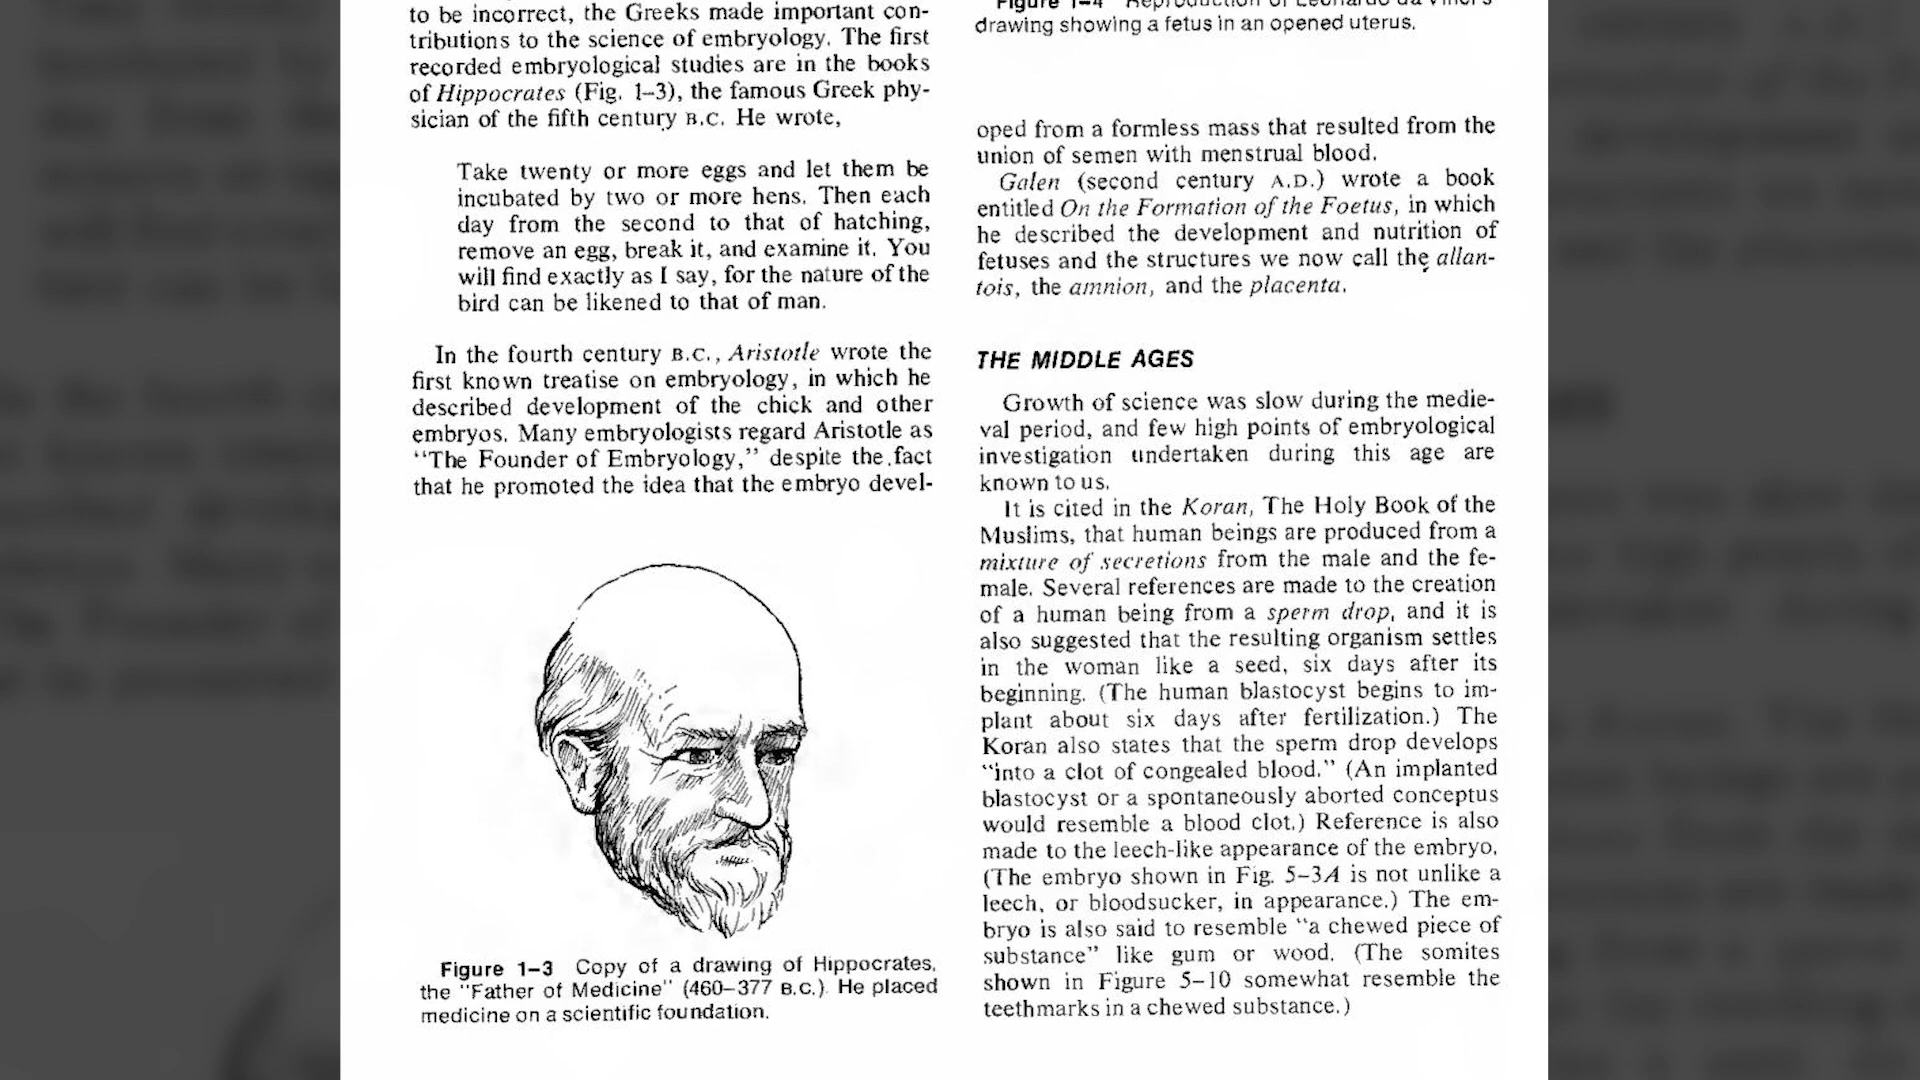 to be incorrect, the Greeks made important con-
tributions to the science of embryology. The first
recorded embryological studies are in the books
of Hippocrates (Fig. 1–3), the famous Greek phy-
sician of the fifth century B.C. He wrote,
Take twenty or more eggs and let them be
incubated by two or more hens. Then each
day from the second to that of hatching,
remove an egg, break it, and examine it. You
will find exactly as I say, for the nature of the
bird can be likened to that of man.
In the fourth century B.C., Aristotle wrote the
first known treatise on embryology, in which he
described development of the chick and other
embryos. Many embryologists regard Aristotle as
“The Founder of Embryology,” despite the fact
that he promoted the idea that the embryo devel-
Figure 1–3 Copy of a drawing of Hippocrates,
the “Father of Medicine” (460–377 B.C.). He placed
medicine on a scientific foundation.
Figure 1–4 Reproduction of Leonardo da Vinci's
drawing showing a fetus in an opened uterus.
oped from a formless mass that resulted from the
union of semen with menstrual blood.
Galen (second century A.D.) wrote a book
entitled On the Formation of the Foetus, in which
he described the development and nutrition of
fetuses and the structures we now call the allan-
tois, the amnion, and the placenta.
THE MIDDLE AGES
Growth of science was slow during the medie-
val period, and few high points of embryological
investigation undertaken during this age are
known to us.
It is cited in the Koran, The Holy Book of the
Muslims, that human beings are produced from a
mixture of secretions from the male and the fe-
male. Several references are made to the creation
of a human being from a sperm drop, and it is
also suggested that the resulting organism settles
in the woman like a seed, six days after its
beginning. (The human blastocyst begins to im-
plant about six days after fertilization.) The
Koran also states that the sperm drop develops
“into a clot of congealed blood.” (An implanted
blastocyst or a spontaneously aborted conceptus
would resemble a blood clot.) Reference is also
made to the leech-like appearance of the embryo.
(The embryo shown in Fig. 5–3A is not unlike a
leech, or bloodsucker, in appearance.) The em-
bryo is also said to resemble “a chewed piece of
substance” like gum or wood. (The somites
shown in Figure 5–10 somewhat resemble the
teethmarks in a chewed substance.)